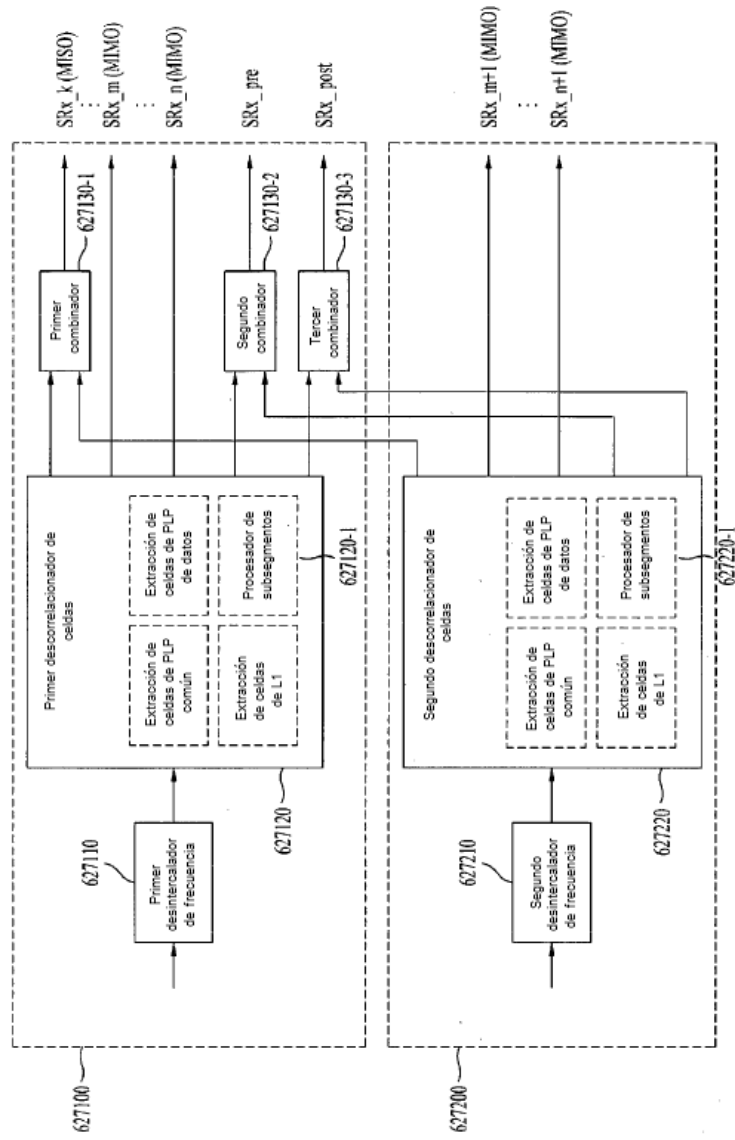 SRx_k (MISO)
SRx_m (MIMO)
SRx_n (MIMO)
SRx_pre
SRx_post
SRx_m+1 (MIMO)
SRx_n+1 (MIMO)
627130-1
627130-2
627130-3
Primer
combinador
Segundo
combinador
Tercer
combinador
Primer descorrelacionador de
celdas
Extracción de
celdas de PLP
común
Extracción de
celdas de PLP
de datos
Extracción
de celdas
de L1
Procesador de
subsegmentos
627120-1
627120
Primer
desintercalador
de frecuencia
627110
627100
Segundo descorrelacionador de
celdas
Extracción de
celdas de PLP
común
Extracción de
celdas de PLP
de datos
Extracción
de celdas
de L1
Procesador de
subsegmentos
627220-1
627220
Segundo
desintercalador
de frecuencia
627210
627200